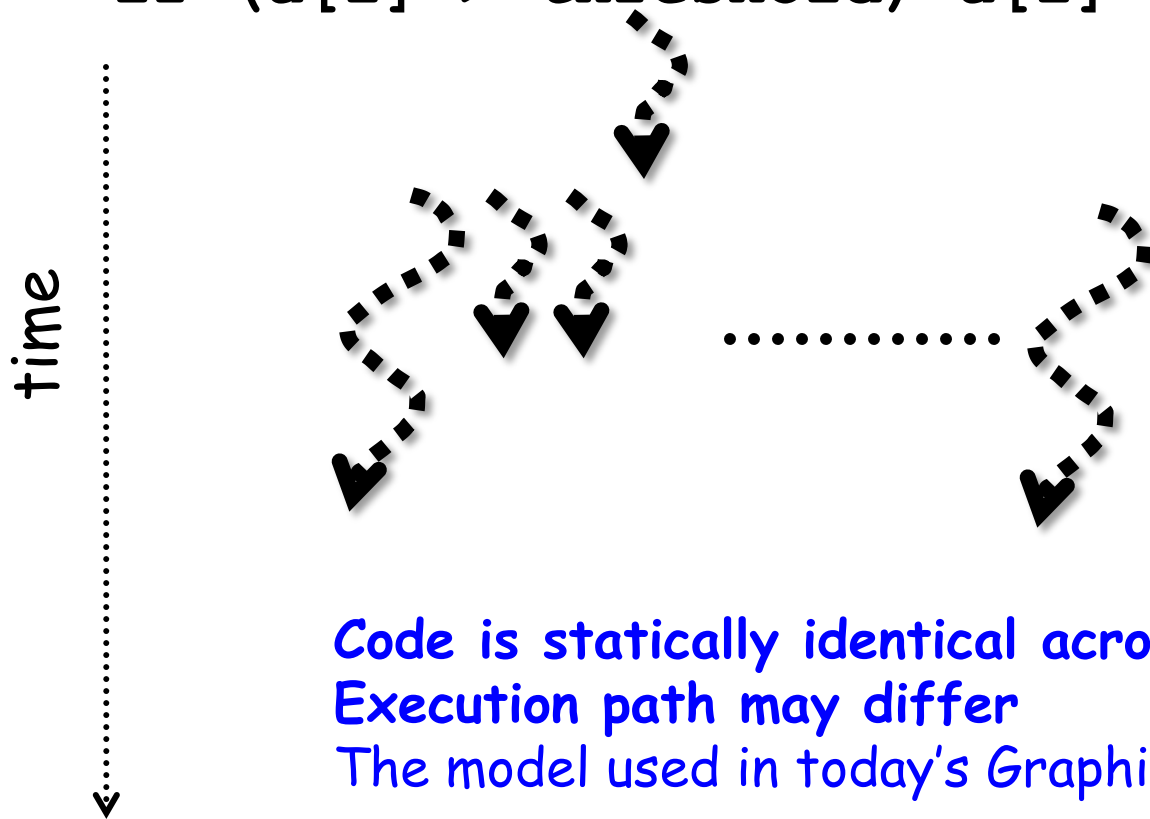 time
Code is statically identical acro
Execution path may differ
The model used in today's Graphi